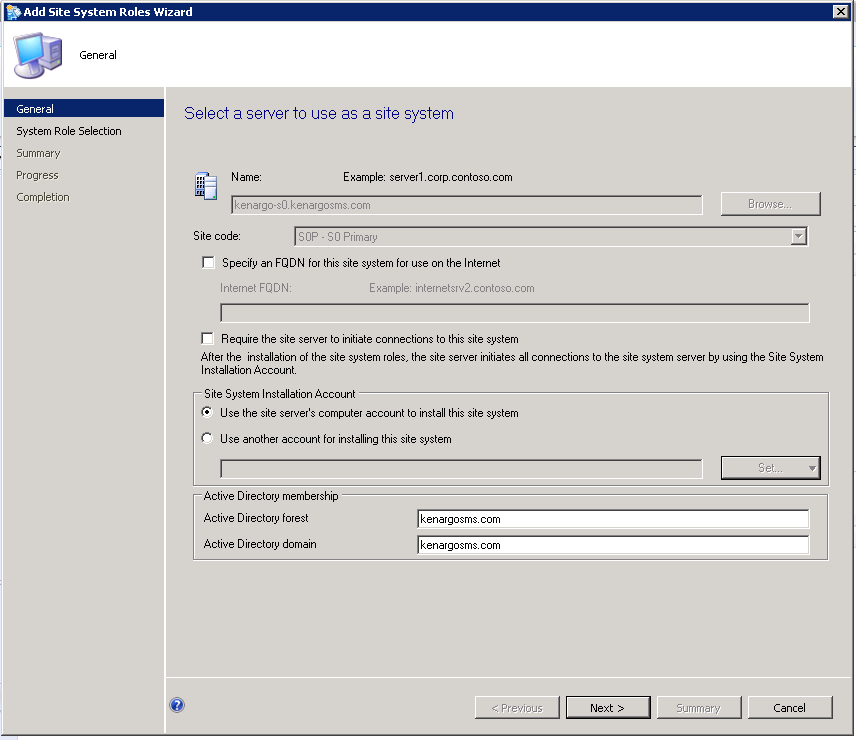 Add Site System Roles Wizard
General
General
System Role Selection
Summary
Progress
Completion
Select a server to use as a site system
Name: Example: server1.corp.contoso.com
kenargo-s0.kenargosms.com Browse...
Site code: S0P - S0 Primary
Specify an FQDN for this site system for use on the Internet
Internet FQDN: Example: internetsrv2.contoso.com
Require the site server to initiate connections to this site system
After the installation of the site system roles, the site server initiates all connections to the site system server by using the Site System
Installation Account.
Site System Installation Account
Use the site server's computer account to install this site system
Use another account for installing this site system
Set...
Active Directory membership
Active Directory forest kenargosms.com
Active Directory domain kenargosms.com
< Previous Next > Summary Cancel